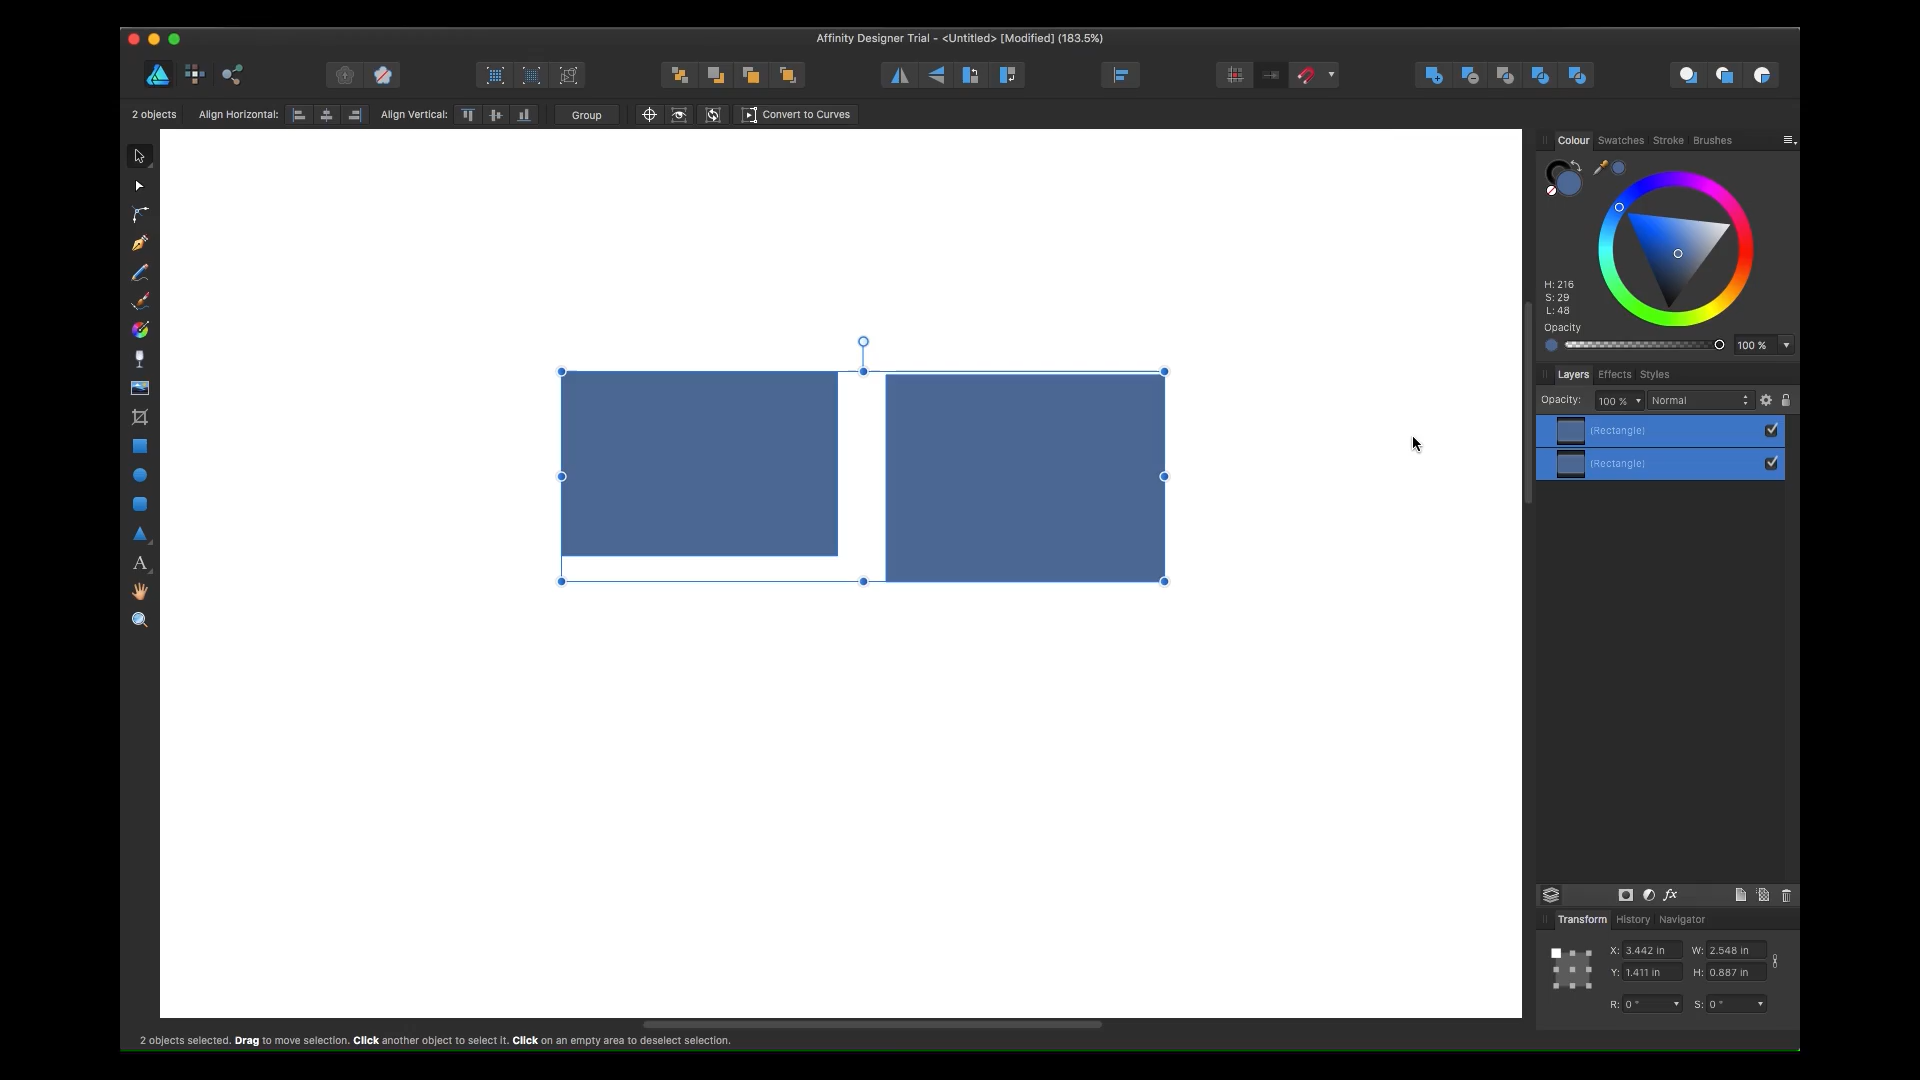 Affinity Designer Trial - <Untitled> [Modified] (183.5%)
2 objects Align Horizontal: Align Vertical: Group Convert to Curves
Colour Swatches Stroke Brushes
H: 216
S: 29
L: 48
Opacity
100 %
Layers Effects Styles
Opacity: 100 % Normal
(Rectangle)
(Rectangle)
fx
Transform History Navigator
X: 3.442 in W: 2.548 in
Y: 1.411 in H: 0.887 in
R: 0 ° S: 0 °
A
2 objects selected. Drag to move selection. Click another object to select it. Click on an empty area to deselect selection.